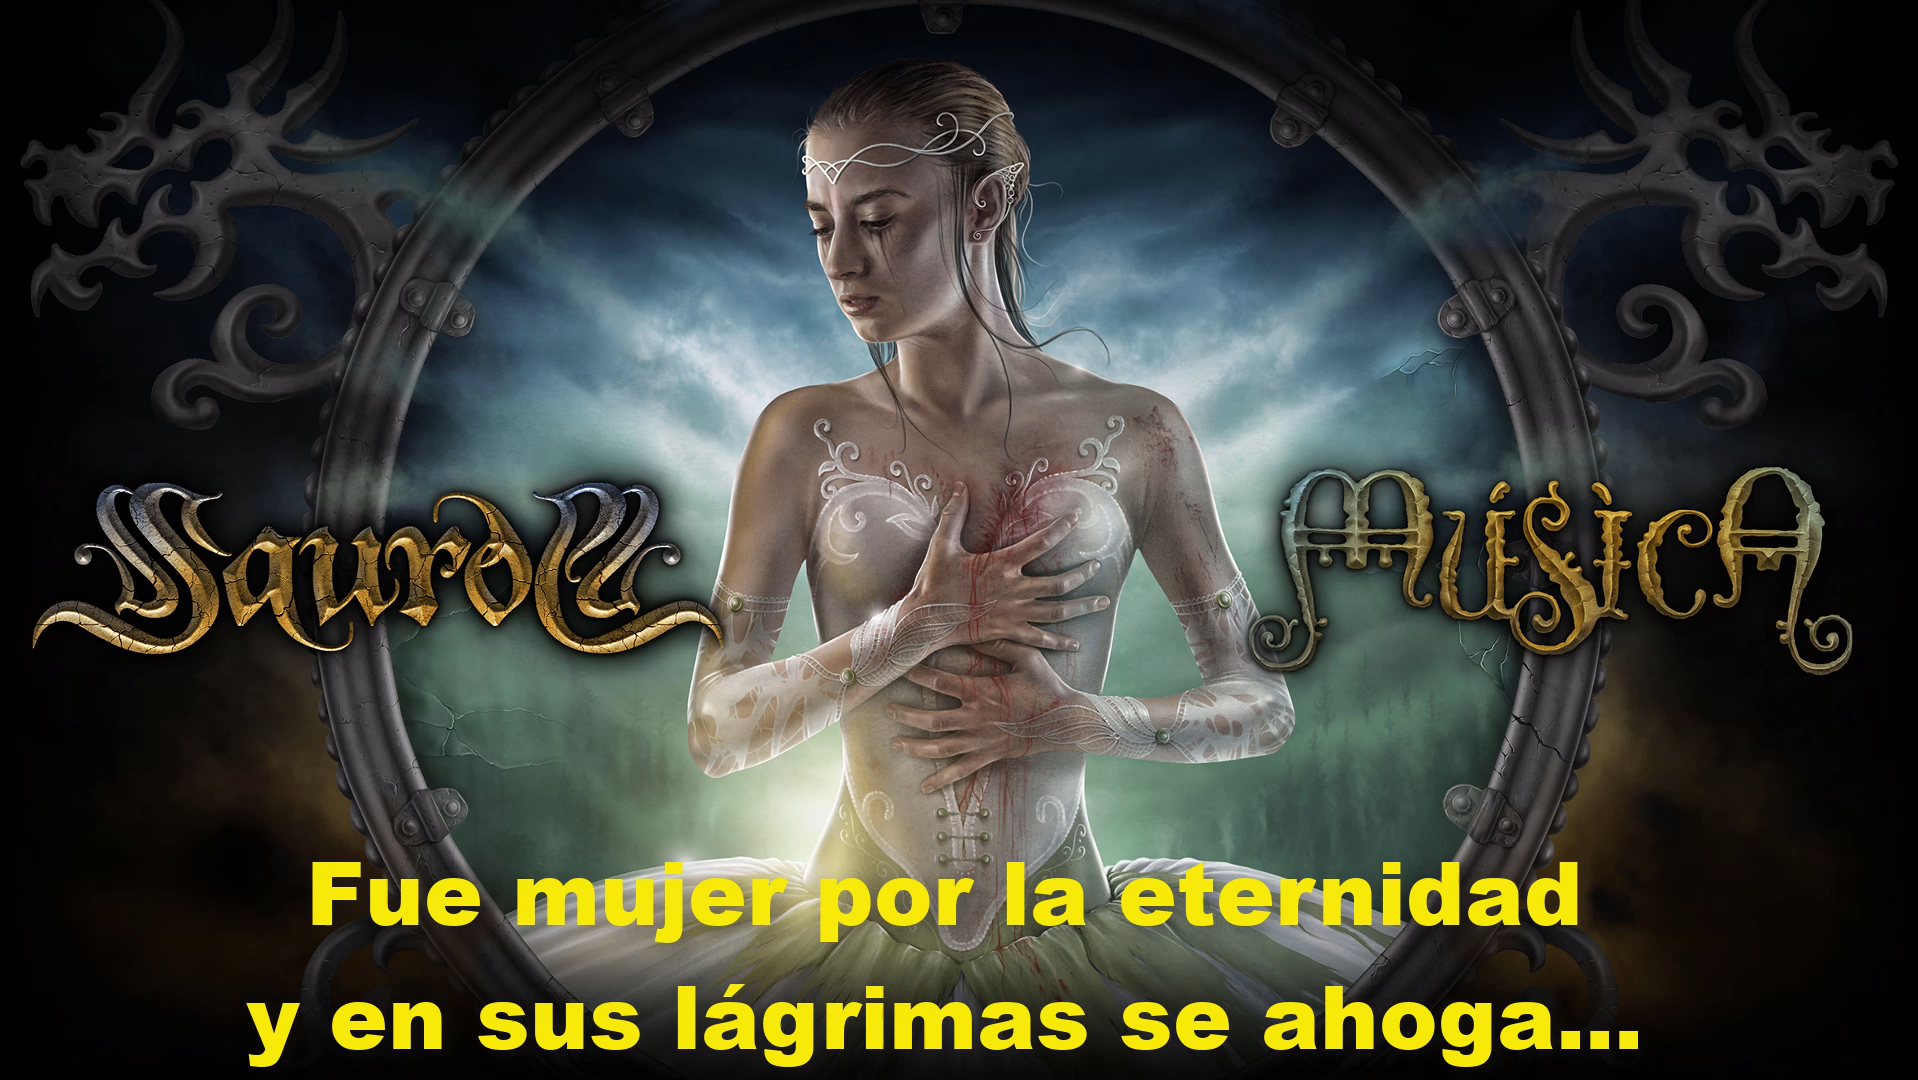 Saurom
MúsicA
Fue mujer por la eternidad
y en sus lágrimas se ahoga...